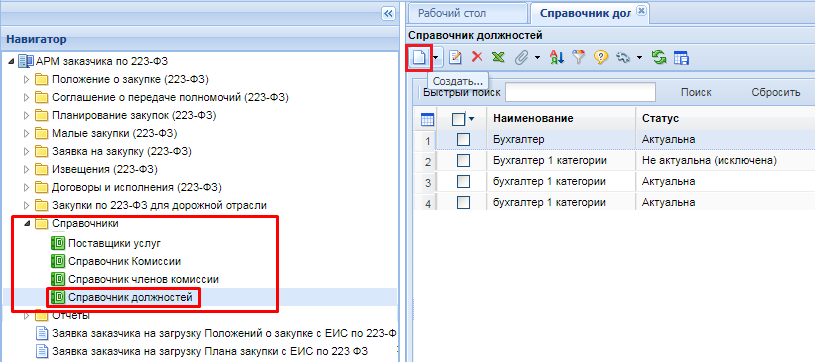 Навигатор
АРМ заказчика по 223-ФЗ
Положение о закупке (223-ФЗ)
Соглашение о передаче полномочий (223-ФЗ)
Планирование закупок (223-ФЗ)
Малые закупки (223-ФЗ)
Заявка на закупку (223-ФЗ)
Извещения (223-ФЗ)
Договоры и исполнения (223-ФЗ)
Закупки по 223-ФЗ для дорожной отрасли
Справочники
Поставщики услуг
Справочник Комиссии
Справочник членов комиссии
Справочник должностей
Отчеты
Заявка заказчика на загрузку Положений о закупке с ЕИС по 223-Ф
Заявка заказчика на загрузку Плана закупки с ЕИС по 223 ФЗ
Рабочий стол Справочник дол
Справочник должностей
Создать...
Быстрый поиск Поиск Сбросить
Наименование Статус
1 Бухгалтер Актуальна
2 Бухгалтер 1 категории Не актуальна (исключена)
3 бухгалтер 1 категории Актуальна
4 бухгалтер 1 категории Актуальна